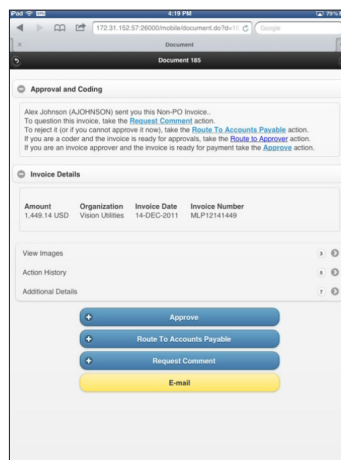 iPad
4:19 PM
79%
172.31.152.57:26000/mobile/document.do?d=18
Google
Document
Document 185
Approval and Coding
Alex Johnson (AJOHNSON) sent you this Non-PO Invoice..
To question this invoice, take the Request Comment action.
To reject it (or if you cannot approve it now), take the Route To Accounts Payable action.
If you are a coder and the invoice is ready for approvals, take the Route to Approver action.
If you are an invoice approver and the invoice is ready for payment take the Approve action.
Invoice Details
Amount Organization Invoice Date Invoice Number
1,449.14 USD Vision Utilities 14-DEC-2011 MLP12141449
View Images 3
Action History
Additional Details 7
Approve
Route To Accounts Payable
Request Comment
E-mail